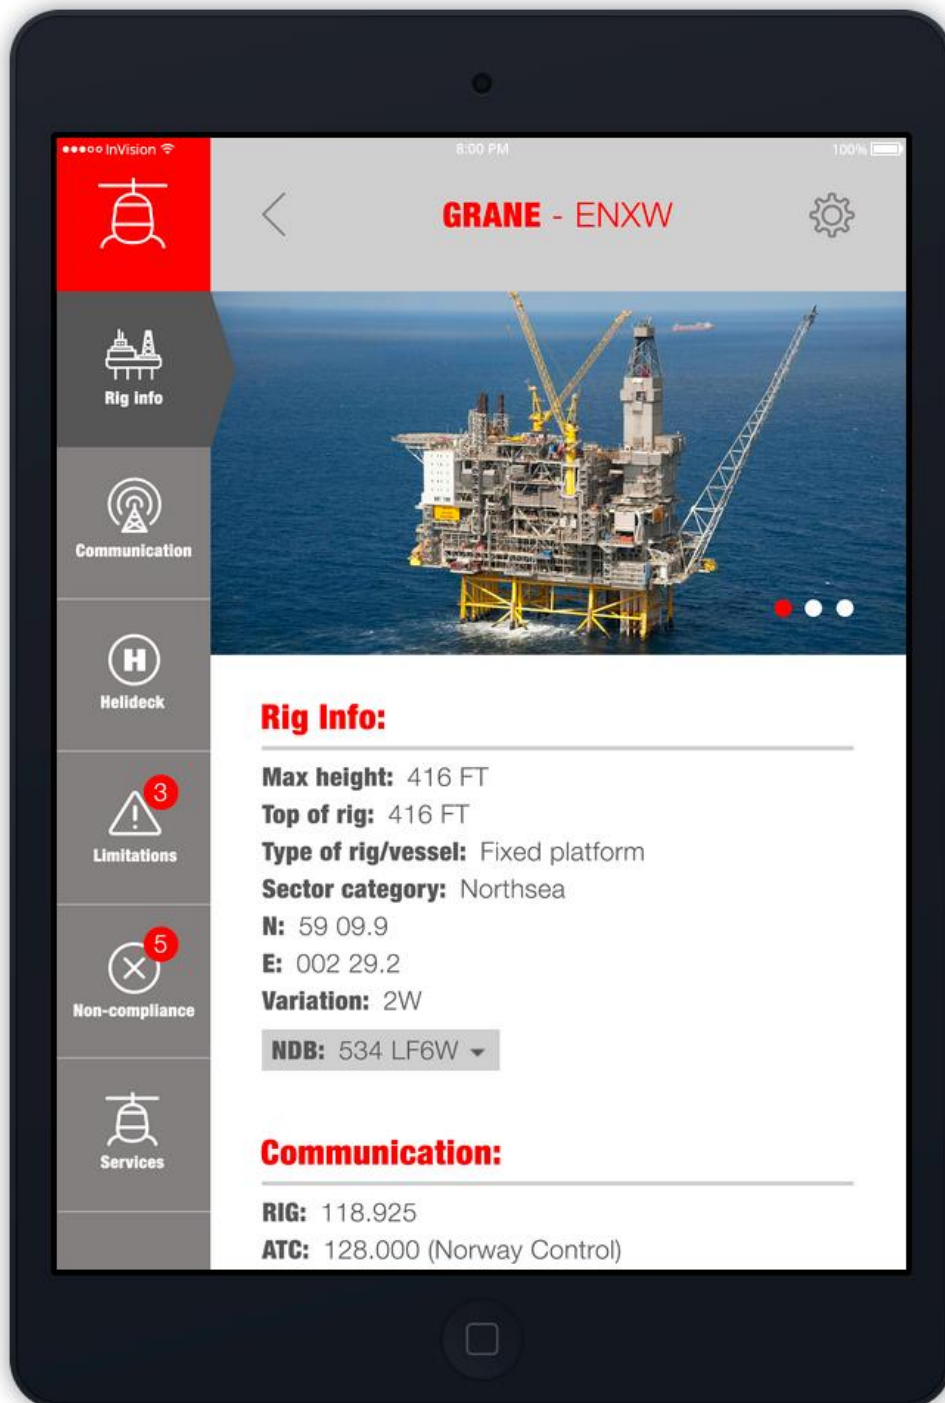 InVision
8:00 PM
100%
GRANE - ENXW
Rig info
Communication
Helideck
3
Limitations
5
Non-compliance
Services
Rig Info:
Max height: 416 FT
Top of rig: 416 FT
Type of rig/vessel: Fixed platform
Sector category: Northsea
N: 59 09.9
E: 002 29.2
Variation: 2W
NDB: 534 LF6W
Communication:
RIG: 118.925
ATC: 128.000 (Norway Control)